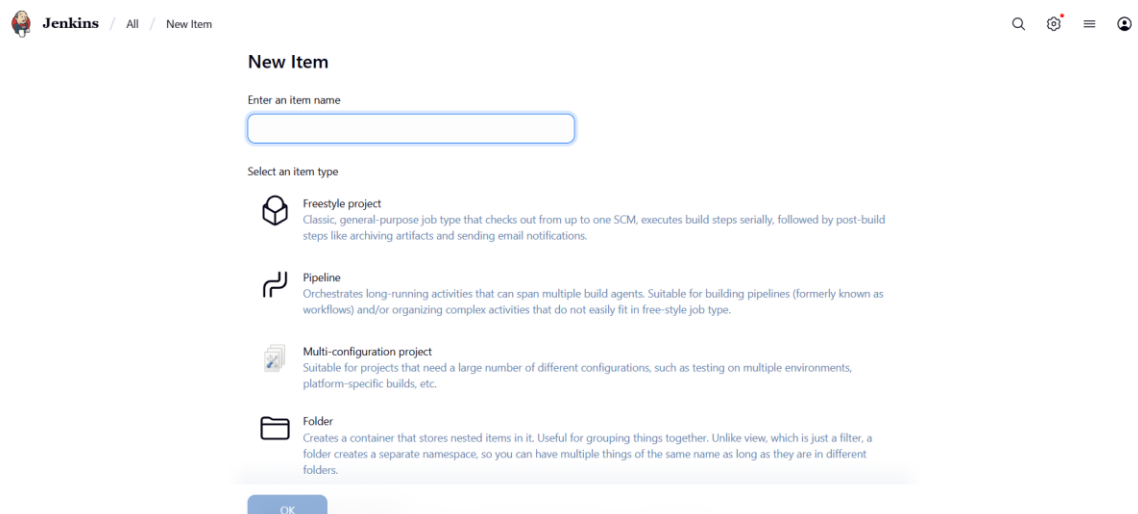 Jenkins / All / New Item
New Item
Enter an item name
Select an item type
Freestyle project
Classic, general-purpose job type that checks out from up to one SCM, executes build steps serially, followed by post-build
steps like archiving artifacts and sending email notifications.
Pipeline
Orchestrates long-running activities that can span multiple build agents. Suitable for building pipelines (formerly known as
workflows) and/or organizing complex activities that do not easily fit in free-style job type.
Multi-configuration project
Suitable for projects that need a large number of different configurations, such as testing on multiple environments,
platform-specific builds, etc.
Folder
Creates a container that stores nested items in it. Useful for grouping things together. Unlike view, which is just a filter, a
folder creates a separate namespace, so you can have multiple things of the same name as long as they are in different
folders.
OK